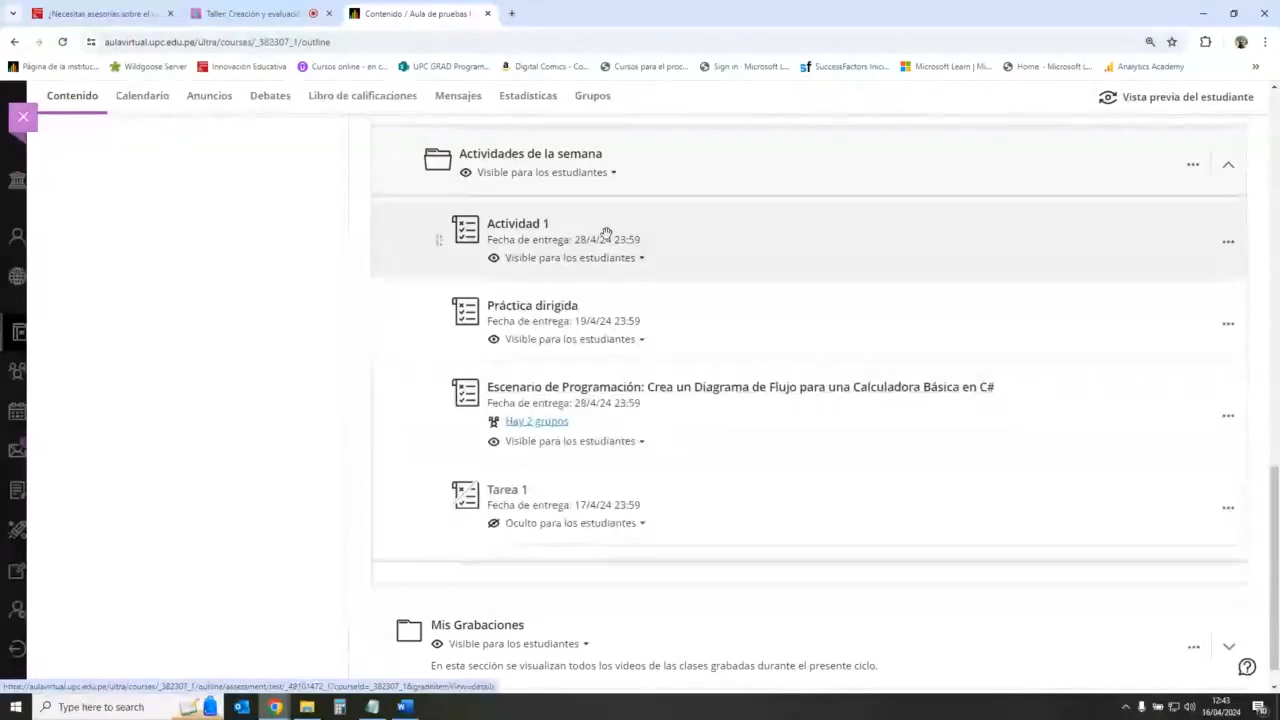 ¿Necesitas asesorías sobre el
Taller: Creación y evaluació
Contenido / Aula de pruebas
aulavirtual.upc.edu.pe/ultra/courses/_382307_1/outline
Página de la instituc...
Wildgoose Server
Innovación Educativa
Cursos online - en c...
UPC GRAD Program...
Digital Comics - Co...
Cursos para el proc...
Sign in · Microsoft L...
SuccessFactors Inici...
Microsoft Learn | Mi...
Home - Microsoft L...
Analytics Academy
Contenido
Calendario
Anuncios
Debates
Libro de calificaciones
Mensajes
Estadísticas
Grupos
Vista previa del estudiante
Actividades de la semana
Visible para los estudiantes
Actividad 1
Fecha de entrega: 28/4/24 23:59
Visible para los estudiantes
Práctica dirigida
Fecha de entrega: 19/4/24 23:59
Visible para los estudiantes
Escenario de Programación: Crea un Diagrama de Flujo para una Calculadora Básica en C#
Fecha de entrega: 28/4/24 23:59
Hay 2 grupos
Visible para los estudiantes
Tarea 1
Fecha de entrega: 17/4/24 23:59
Oculto para los estudiantes
Mis Grabaciones
Visible para los estudiantes
En esta sección se visualizan todos los videos de las clases grabadas durante el presente ciclo.
Type here to search
12:43
16/04/2024